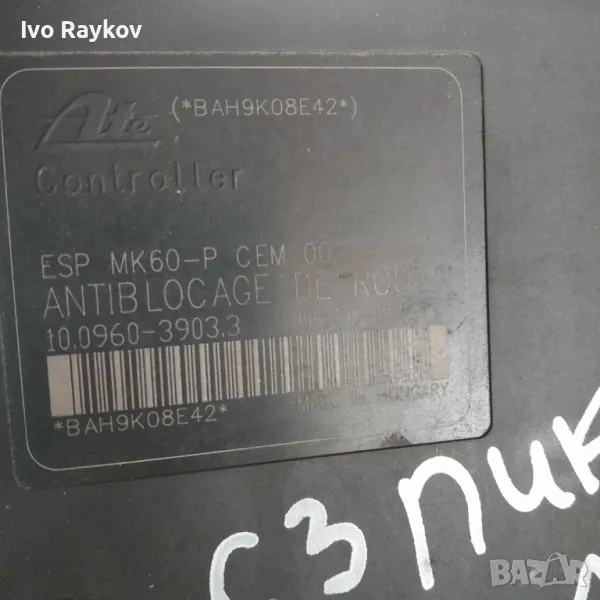 Ivo Raykov
Ate
(*BAH9K08E42*)
Controller
ESP MK60-P CEM 00
ANTIBLOCAGE DE
10.0960-3903.3
*BAH9K08E42*
MADE IN HUNGARY
C3 ПИК
BAZAR